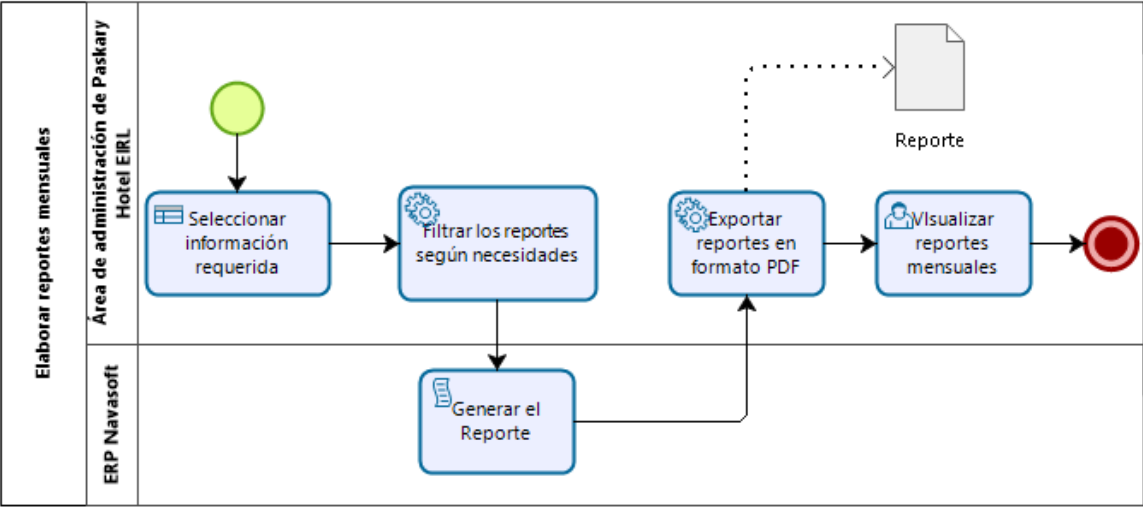 Elaborar reportes mensuales
Área de administración de Paskary
Hotel EIRL
Seleccionar
información
requerida
Filtrar los reportes
según necesidades
Exportar
reportes en
formato PDF
VIsualizar
reportes
mensuales
Reporte
ERP Navasoft
Generar el
Reporte